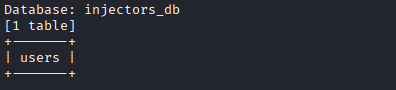 Database: injectors_db
[1 table]
+-------+
| users |
+-------+